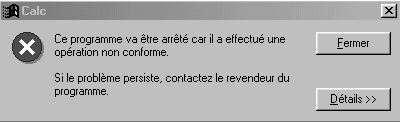 Calc
Ce programme va être arrêté car il a effectué une
opération non conforme.
Si le problème persiste, contactez le revendeur du
programme.
Fermer
Détails >>